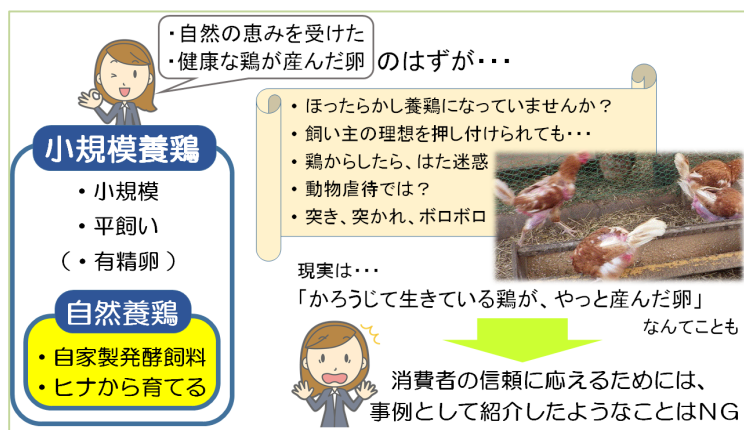 ・自然の恵みを受けた
・健康な鶏が産んだ卵 のはずが・・・
小規模養鶏
・小規模
・平飼い
（・有精卵）
自然養鶏
・自家製発酵飼料
・ヒナから育てる
・ほったらかし養鶏になっていませんか？
・飼い主の理想を押し付けられても・・・
・鶏からしたら、はた迷惑
・動物虐待では？
・突き、突かれ、ボロボロ
現実は・・・
「かろうじて生きている鶏が、やっと産んだ卵」
なんてことも
消費者の信頼に応えるためには、
事例として紹介したようなことはＮＧ